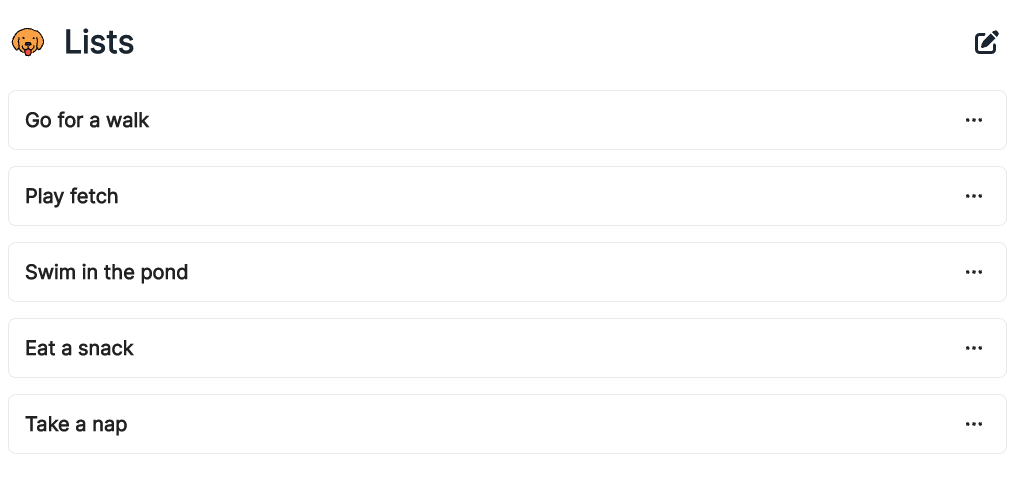 Lists
Go for a walk
Play fetch
Swim in the pond
Eat a snack
Take a nap